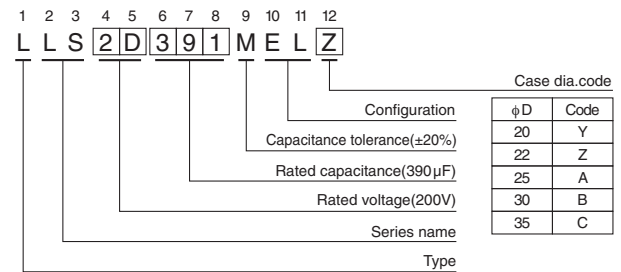 1 2 3 4 5 6 7 8 9 10 11 12
L L S 2 D 3 9 1 M E L Z
Case dia.code
Configuration
Capacitance tolerance(±20%)
Rated capacitance(390µF)
Rated voltage(200V)
Series name
Type
φD Code
20 Y
22 Z
25 A
30 B
35 C